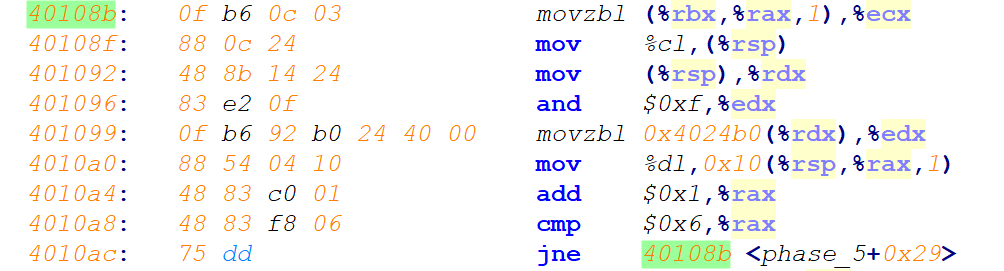 40108b: 0f b6 0c 03 movzbl (%rbx,%rax,1),%ecx
40108f: 88 0c 24 mov %cl,(%rsp)
401092: 48 8b 14 24 mov (%rsp),%rdx
401096: 83 e2 0f and $0xf,%edx
401099: 0f b6 92 b0 24 40 00 movzbl 0x4024b0(%rdx),%edx
4010a0: 88 54 04 10 mov %dl,0x10(%rsp,%rax,1)
4010a4: 48 83 c0 01 add $0x1,%rax
4010a8: 48 83 f8 06 cmp $0x6,%rax
4010ac: 75 dd jne 40108b <phase_5+0x29>